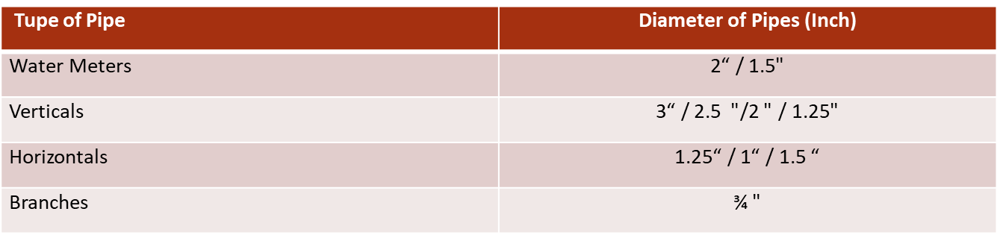 Tupe of Pipe Diameter of Pipes (Inch)
Water Meters 2“ / 1.5"
Verticals 3“ / 2.5  "/2 " / 1.25"
Horizontals 1.25“ / 1“ / 1.5 “
Branches ¾ "